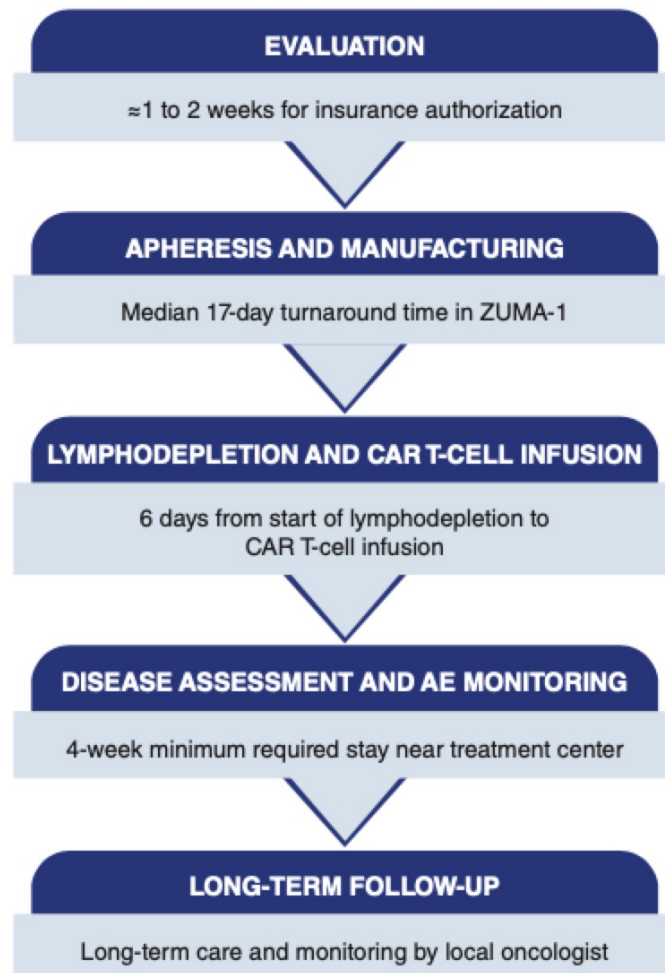 EVALUATION
≈1 to 2 weeks for insurance authorization
APHERESIS AND MANUFACTURING
Median 17-day turnaround time in ZUMA-1
LYMPHODEPLETION AND CAR T-CELL INFUSION
6 days from start of lymphodepletion to
CAR T-cell infusion
DISEASE ASSESSMENT AND AE MONITORING
4-week minimum required stay near treatment center
LONG-TERM FOLLOW-UP
Long-term care and monitoring by local oncologist